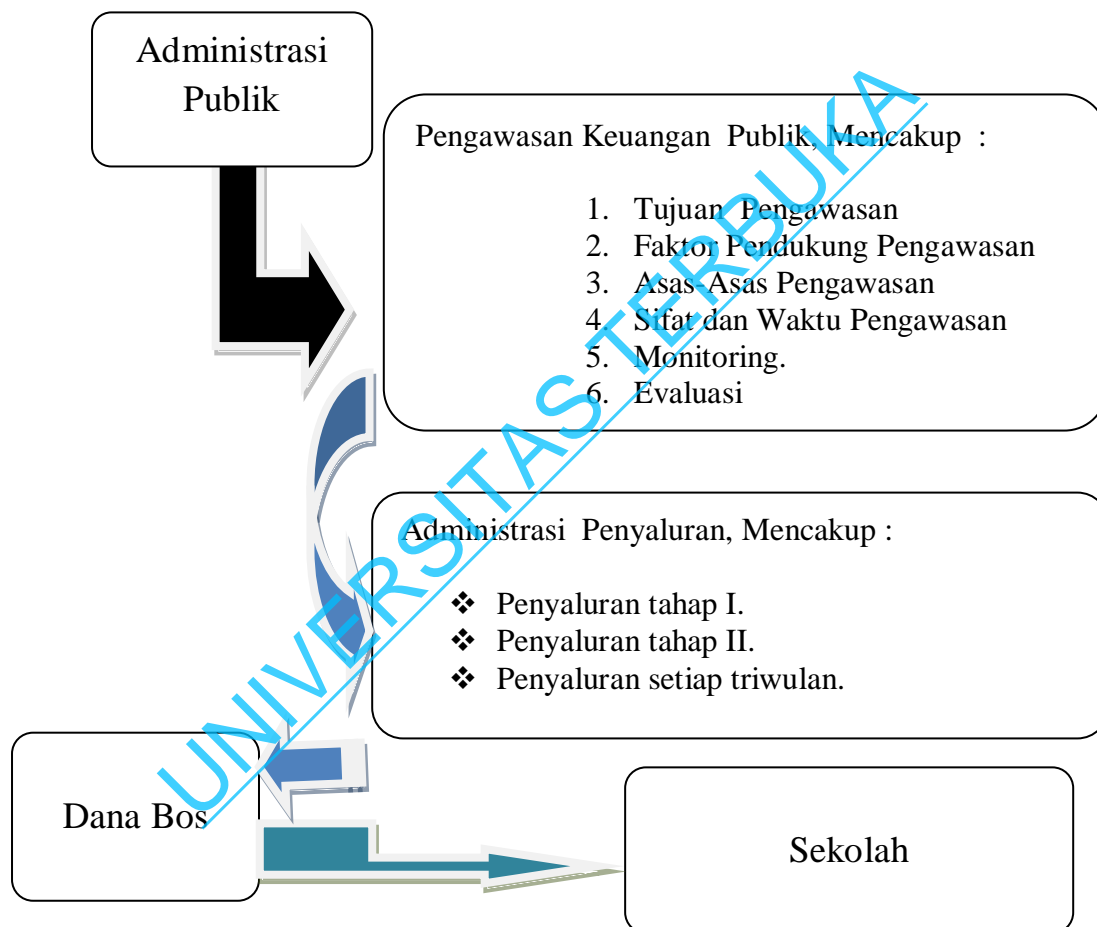 Administrasi
Publik
Pengawasan Keuangan Publik, Mencakup :
1. Tujuan Pengawasan
2. Faktor Pendukung Pengawasan
3. Asas-Asas Pengawasan
4. Sifat dan Waktu Pengawasan
5. Monitoring.
6. Evaluasi
Administrasi Penyaluran, Mencakup :
❖ Penyaluran tahap I.
❖ Penyaluran tahap II.
❖ Penyaluran setiap triwulan.
Dana Bos
Sekolah
UNIVERSITAS TERBUKA